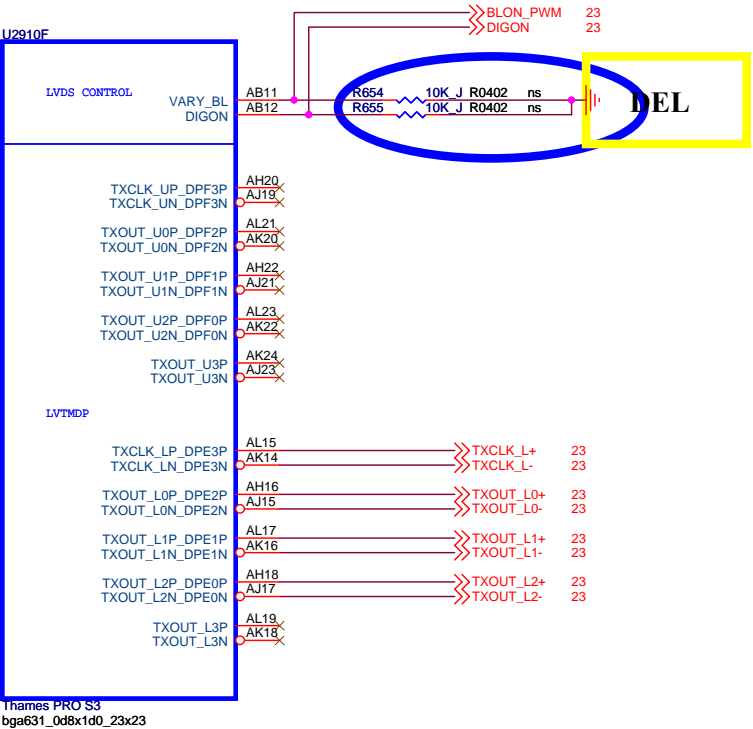 BLON_PWM 23
DIGON 23
U2910F
LVDS CONTROL
VARY_BL AB11 R654 10K_J R0402 ns
DIGON AB12 R655 10K_J R0402 ns
DEL
TXCLK_UP_DPF3P AH20
TXCLK_UN_DPF3N AJ19
TXOUT_U0P_DPF2P AL21
TXOUT_U0N_DPF2N AK20
TXOUT_U1P_DPF1P AH22
TXOUT_U1N_DPF1N AJ21
TXOUT_U2P_DPF0P AL23
TXOUT_U2N_DPF0N AK22
TXOUT_U3P AK24
TXOUT_U3N AJ23
LVTMDP
TXCLK_LP_DPE3P AL15 TXCLK_L+ 23
TXCLK_LN_DPE3N AK14 TXCLK_L- 23
TXOUT_L0P_DPE2P AH16 TXOUT_L0+ 23
TXOUT_L0N_DPE2N AJ15 TXOUT_L0- 23
TXOUT_L1P_DPE1P AL17 TXOUT_L1+ 23
TXOUT_L1N_DPE1N AK16 TXOUT_L1- 23
TXOUT_L2P_DPE0P AH18 TXOUT_L2+ 23
TXOUT_L2N_DPE0N AJ17 TXOUT_L2- 23
TXOUT_L3P AL19
TXOUT_L3N AK18
Thames PRO S3
bga631_0d8x1d0_23x23